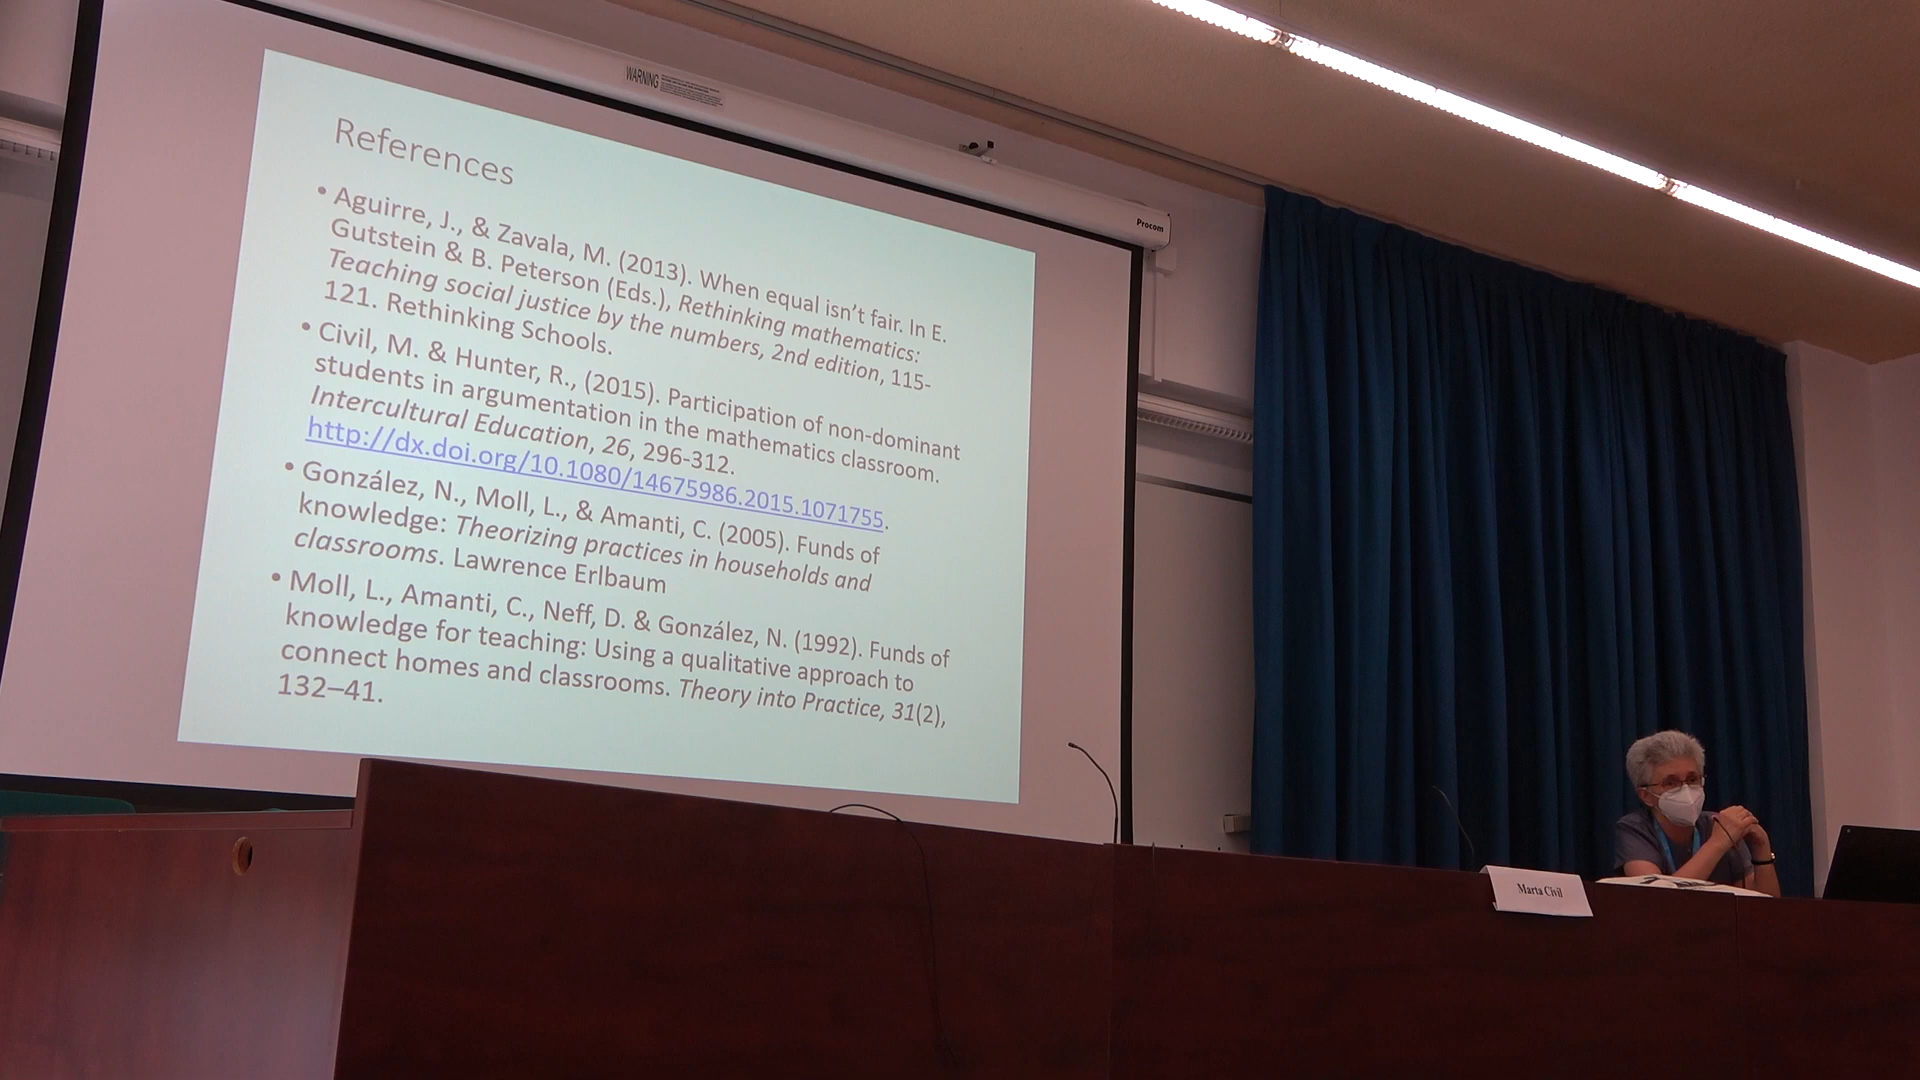 WARNING
Procom
References
• Aguirre, J., & Zavala, M. (2013). When equal isn't fair. In E.
Gutstein & B. Peterson (Eds.), Rethinking mathematics:
Teaching social justice by the numbers, 2nd edition, 115-
121. Rethinking Schools.
• Civil, M. & Hunter, R., (2015). Participation of non-dominant
students in argumentation in the mathematics classroom.
Intercultural Education, 26, 296-312.
http://dx.doi.org/10.1080/14675986.2015.1071755.
• González, N., Moll, L., & Amanti, C. (2005). Funds of
knowledge: Theorizing practices in households and
classrooms. Lawrence Erlbaum
• Moll, L., Amanti, C., Neff, D. & González, N. (1992). Funds of
knowledge for teaching: Using a qualitative approach to
connect homes and classrooms. Theory into Practice, 31(2),
132–41.
Marta Civil